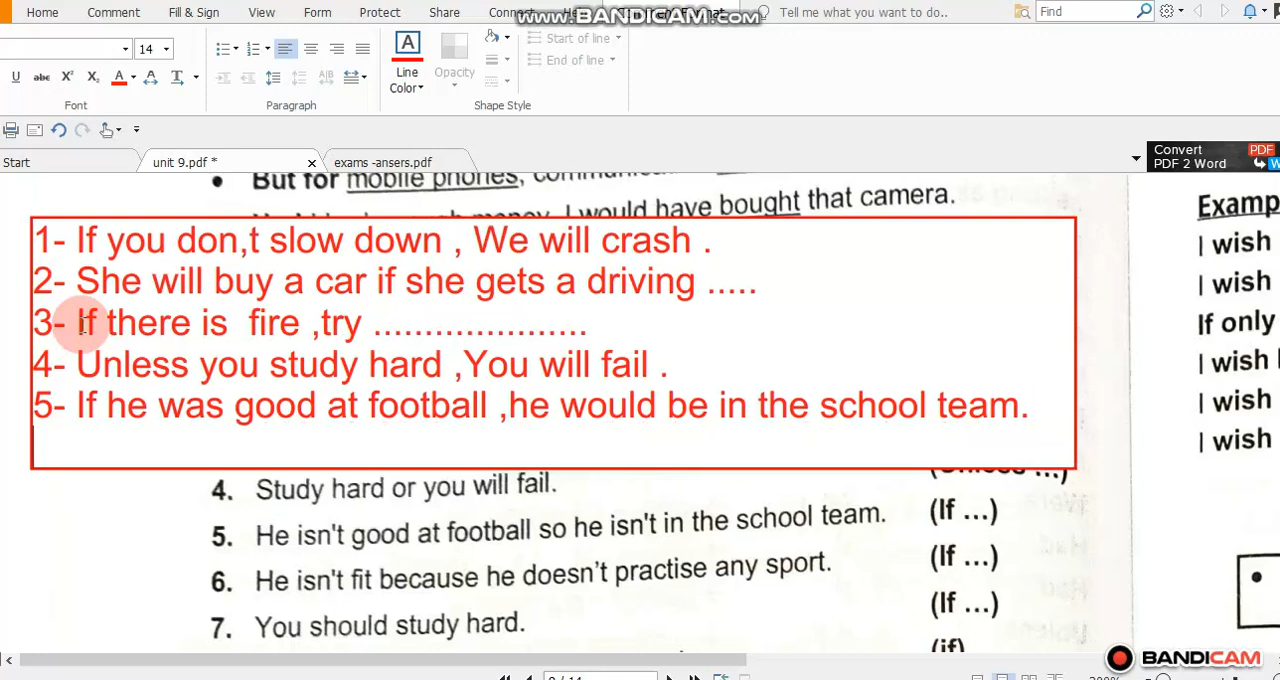 Home Comment Fill & Sign View Form Protect Share Connect Tell me what you want to do.. Find
www.BANDICAM.com
14
Start of line
End of line
Line Color Opacity
Font Paragraph Shape Style
Start unit 9.pdf * x exams -ansers.pdf
Convert PDF
PDF 2 Word
But for mobile phones,
I would have bought that camera.
1- If you don,t slow down , We will crash .
2- She will buy a car if she gets a driving .....
3- If there is fire ,try .....................
4- Unless you study hard ,You will fail .
5- If he was good at football ,he would be in the school team.
4. Study hard or you will fail. (Unless ...)
5. He isn't good at football so he isn't in the school team. (If ...)
6. He isn't fit because he doesn't practise any sport. (If ...)
7. You should study hard. (If ...)
(if)
Examp
I wish
I wish
If only
I wish
I wish
I wish
BANDICAM